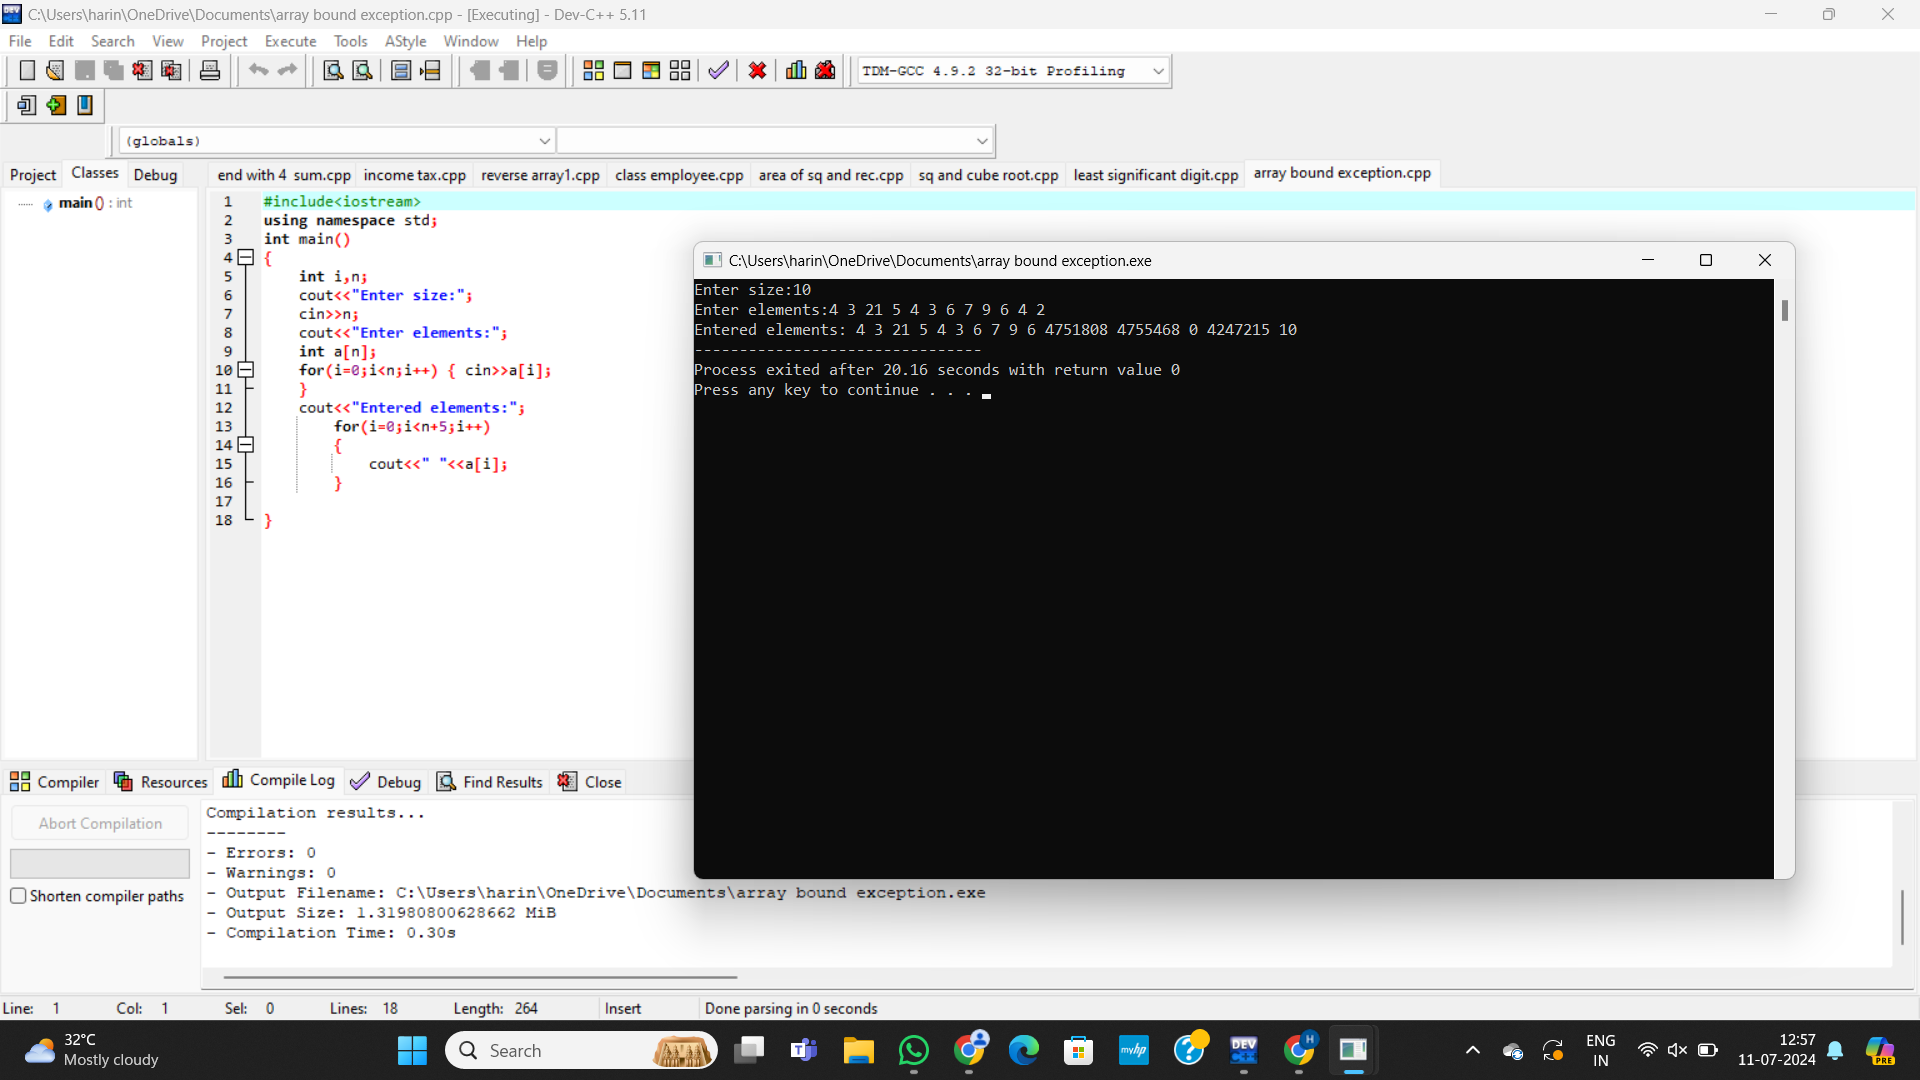 C:\Users\harin\OneDrive\Documents\array bound exception.cpp - [Executing] - Dev-C++ 5.11
File Edit Search View Project Execute Tools AStyle Window Help
TDM-GCC 4.9.2 32-bit Profiling
(globals)
Project Classes Debug
end with 4 sum.cpp income tax.cpp reverse array1.cpp class employee.cpp area of sq and rec.cpp sq and cube root.cpp least significant digit.cpp array bound exception.cpp
main () : int
1 #include<iostream>
2 using namespace std;
3 int main()
4 {
5 int i,n;
6 cout<<"Enter size:";
7 cin>>n;
8 cout<<"Enter elements:";
9 int a[n];
10 for(i=0;i<n;i++) { cin>>a[i];
11 }
12 cout<<"Entered elements:";
13 for(i=0;i<n+5;i++)
14 {
15 cout<<" "<<a[i];
16 }
17
18 }
C:\Users\harin\OneDrive\Documents\array bound exception.exe
Enter size:10
Enter elements:4 3 21 5 4 3 6 7 9 6 4 2
Entered elements: 4 3 21 5 4 3 6 7 9 6 4751808 4755468 0 4247215 10
--------------------------------
Process exited after 20.16 seconds with return value 0
Press any key to continue . . .
Compiler Resources Compile Log Debug Find Results Close
Abort Compilation
Shorten compiler paths
Compilation results...
--------
- Errors: 0
- Warnings: 0
- Output Filename: C:\Users\harin\OneDrive\Documents\array bound exception.exe
- Output Size: 1.31980800628662 MiB
- Compilation Time: 0.30s
Line: 1 Col: 1 Sel: 0 Lines: 18 Length: 264 Insert Done parsing in 0 seconds
32°C
Mostly cloudy
Search
myhp
DEV
H
ENG
IN
12:57
11-07-2024
PRE